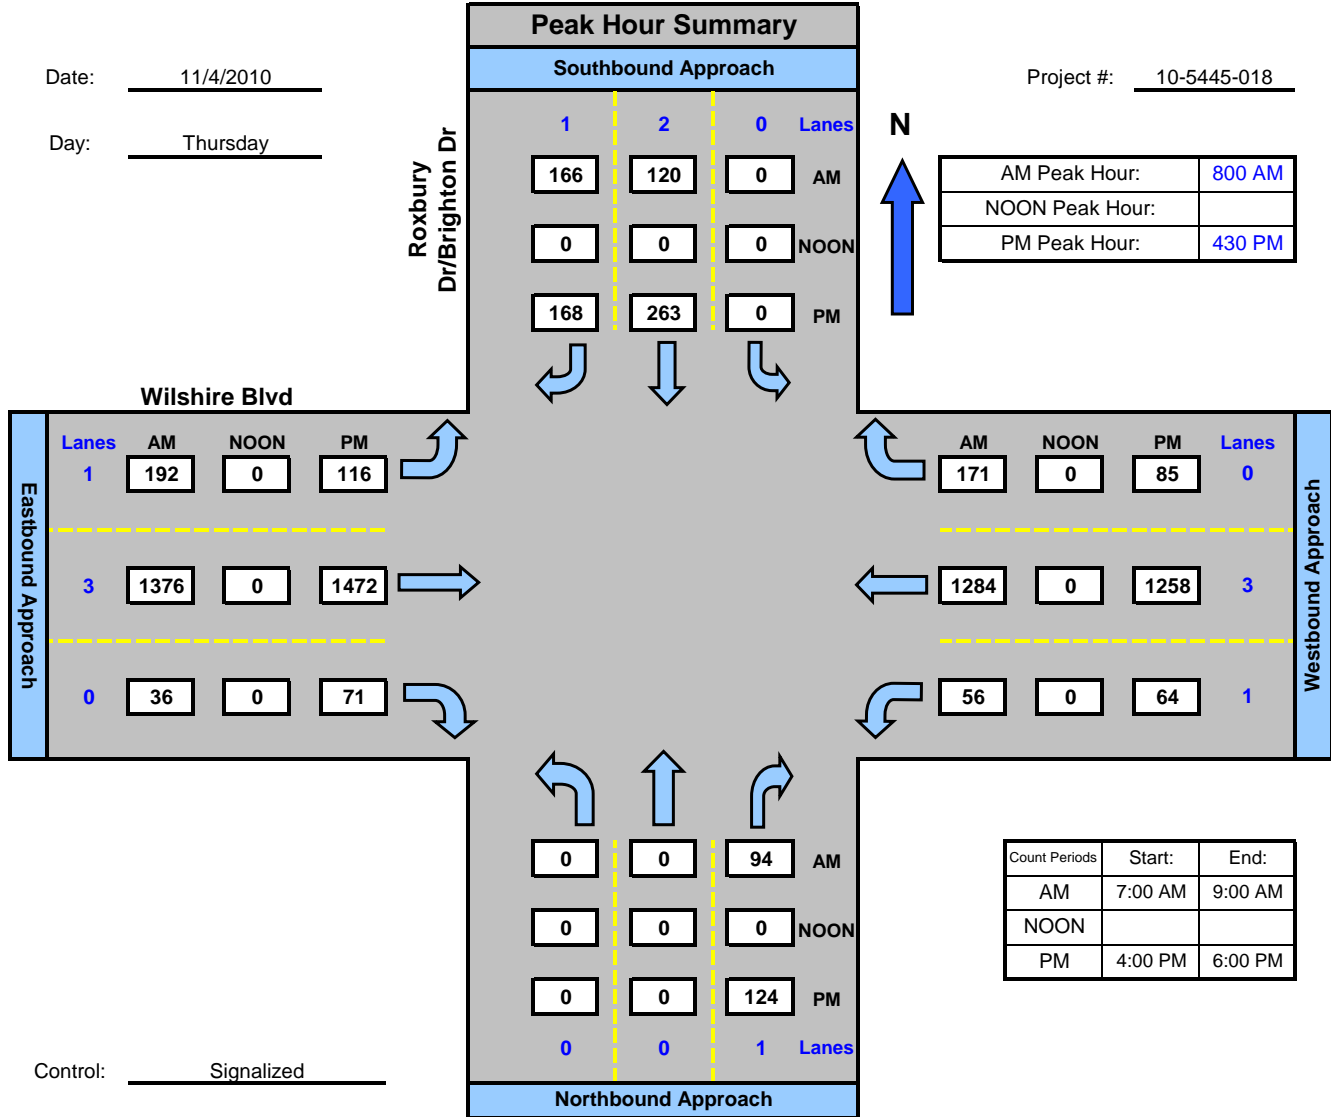 Peak Hour Summary
Southbound Approach
Date: 11/4/2010
Project #: 10-5445-018
Day: Thursday
Roxbury
Dr/Brighton Dr
1 2 0 Lanes
166 120 0 AM
0 0 0 NOON
168 263 0 PM
N
AM Peak Hour: 800 AM
NOON Peak Hour:
PM Peak Hour: 430 PM
Wilshire Blvd
Eastbound Approach
Lanes AM NOON PM
1 192 0 116
3 1376 0 1472
0 36 0 71
AM NOON PM Lanes
171 0 85 0
1284 0 1258 3
56 0 64 1
Westbound Approach
0 0 94 AM
0 0 0 NOON
0 0 124 PM
0 0 1 Lanes
Northbound Approach
Count Periods Start: End:
AM 7:00 AM 9:00 AM
NOON
PM 4:00 PM 6:00 PM
Control: Signalized